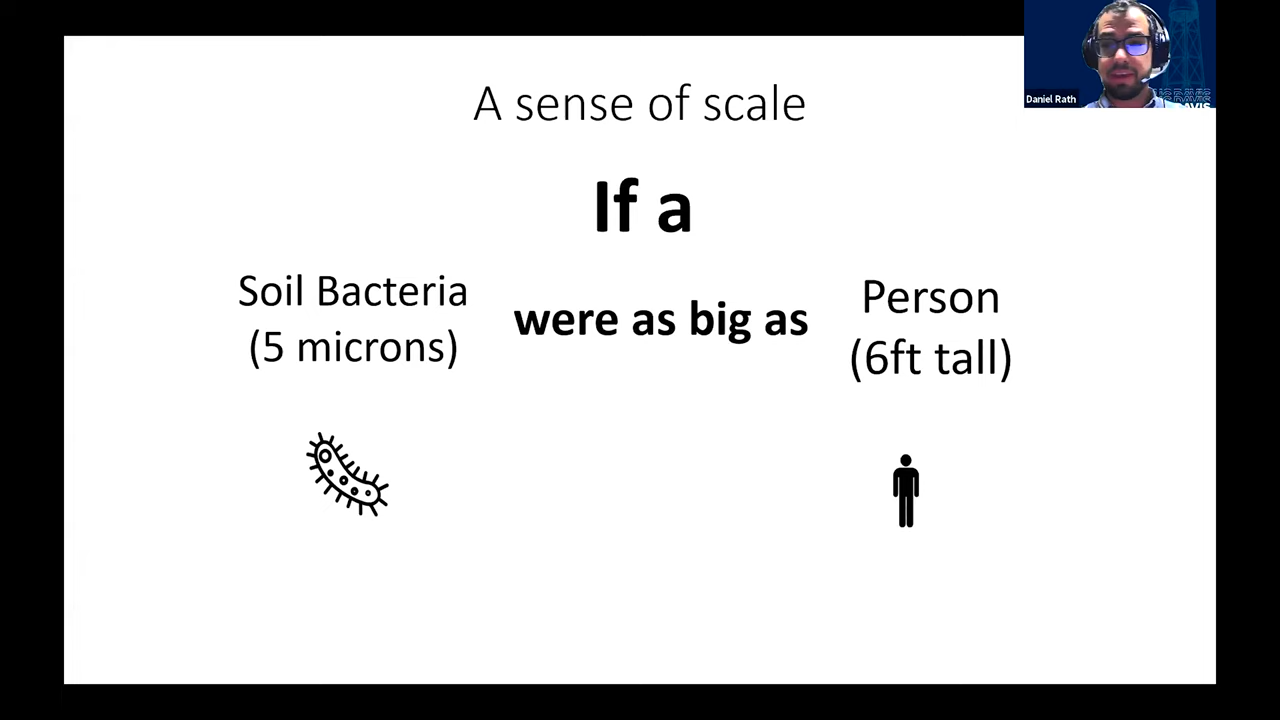 A sense of scale
If a
Soil Bacteria
(5 microns)
were as big as
Person
(6ft tall)
Daniel Rath